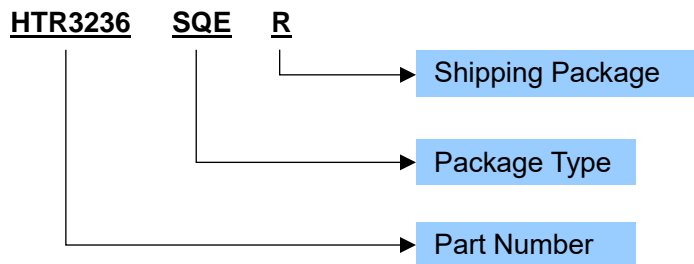 HTR3236 SQE R
Shipping Package
Package Type
Part Number